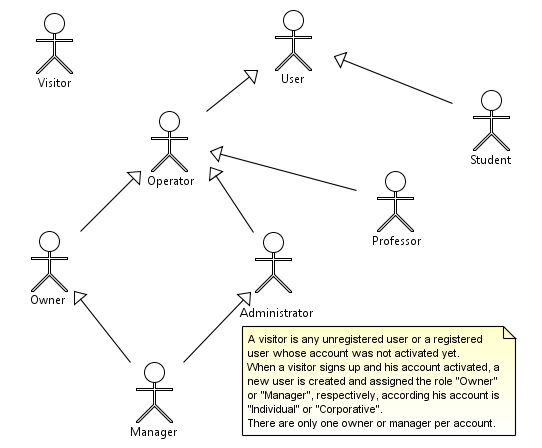 Visitor
User
Student
Operator
Professor
Owner
Administrator
Manager
A visitor is any unregistered user or a registered
user whose account was not activated yet.
When a visitor signs up and his account activated, a
new user is created and assigned the role "Owner"
or "Manager", respectively, according his account is
"Individual" or "Corporative".
There are only one owner or manager per account.